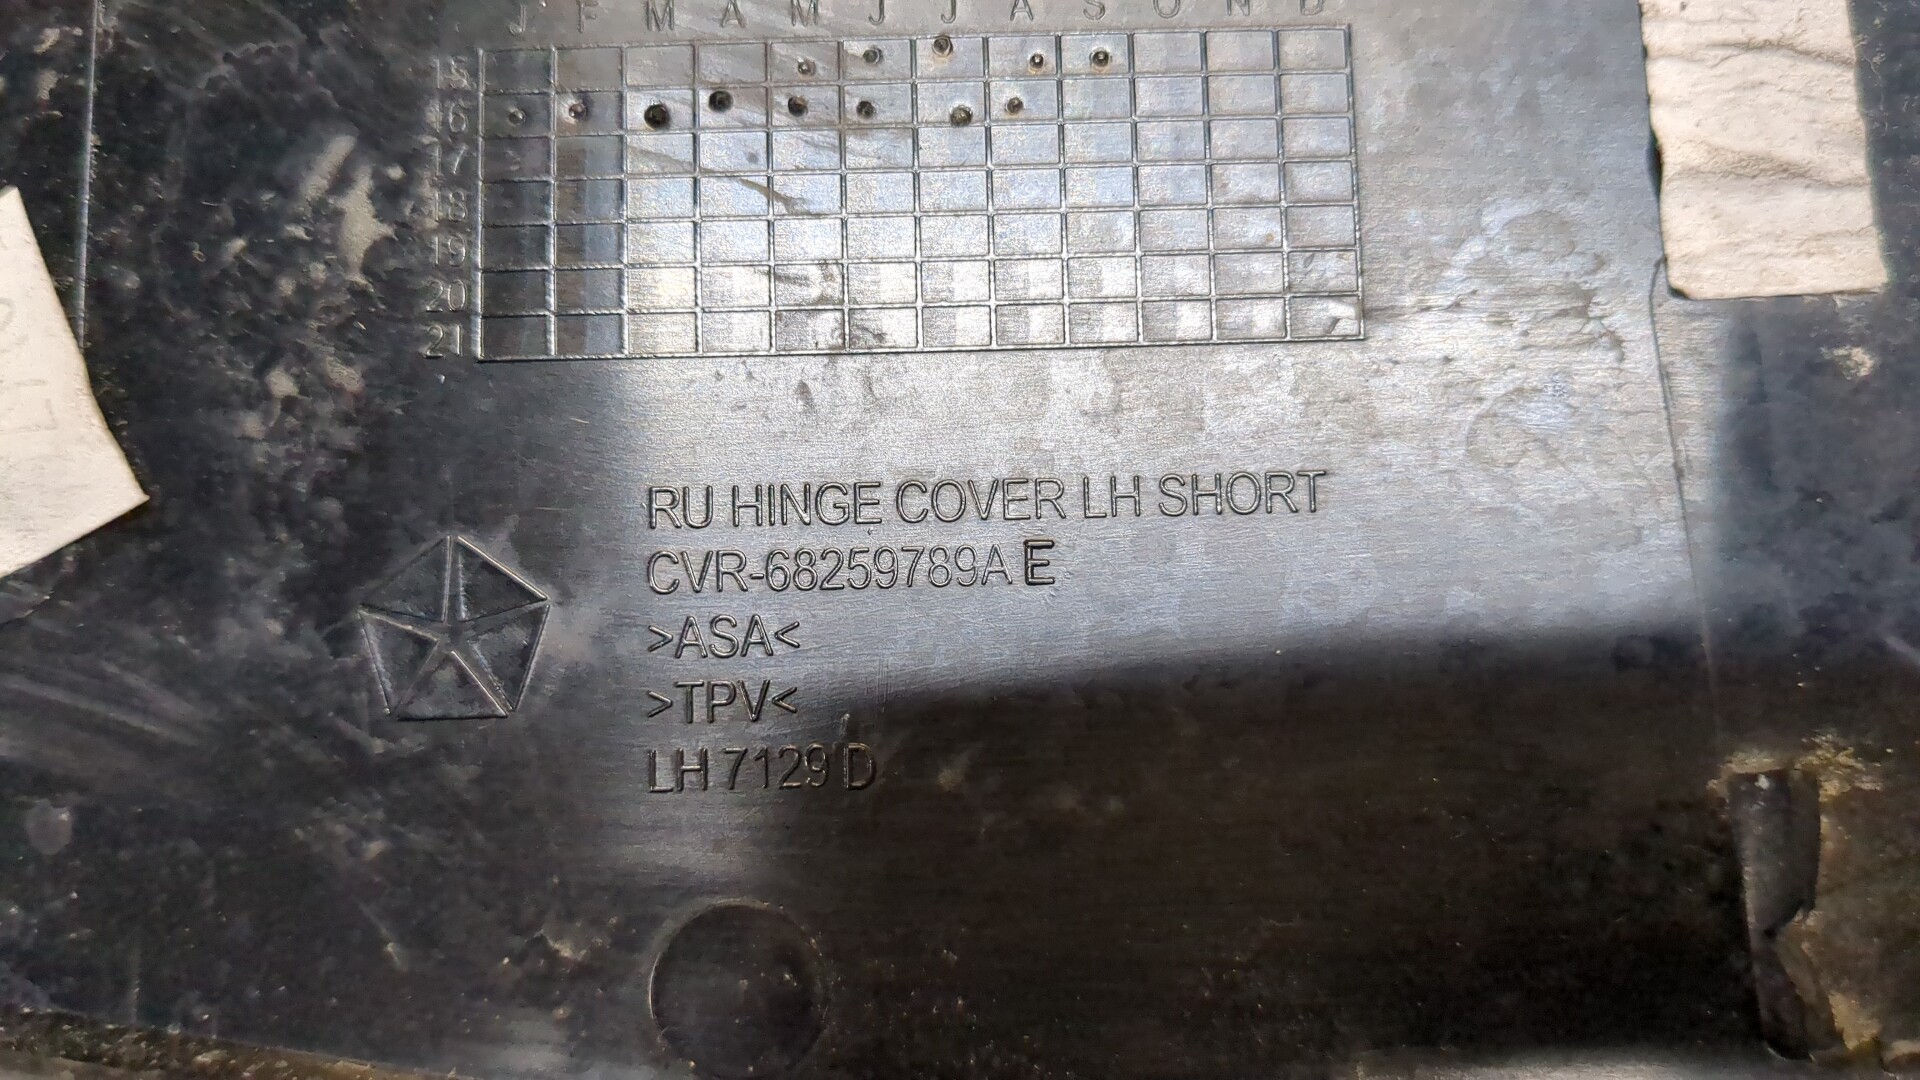 J F M A M J J A S O N D
15
16
17
18
19
20
21
RU HINGE COVER LH SHORT
CVR-68259789A E
>ASA<
>TPV<
LH 7129 D